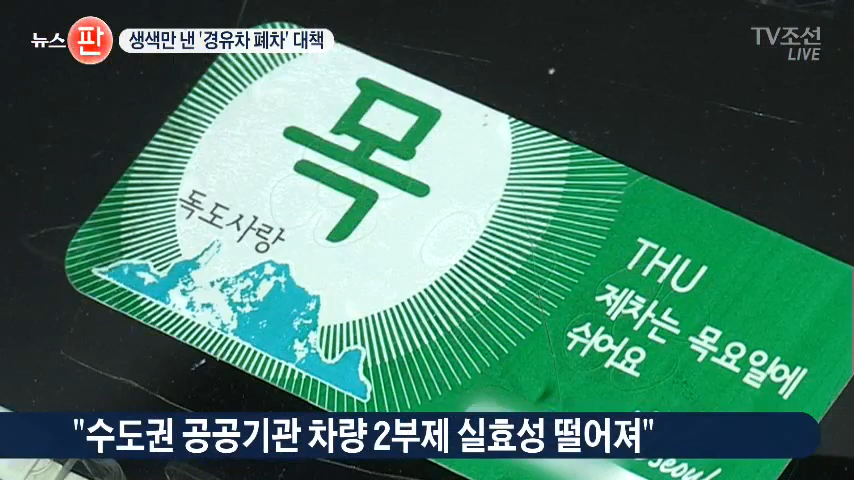 뉴스 판
생색만 낸 '경유차 폐차' 대책
TV조선
LIVE
목
독도사랑
THU
제차는 목요일에
쉬어요
"수도권 공공기관 차량 2부제 실효성 떨어져"
seoul